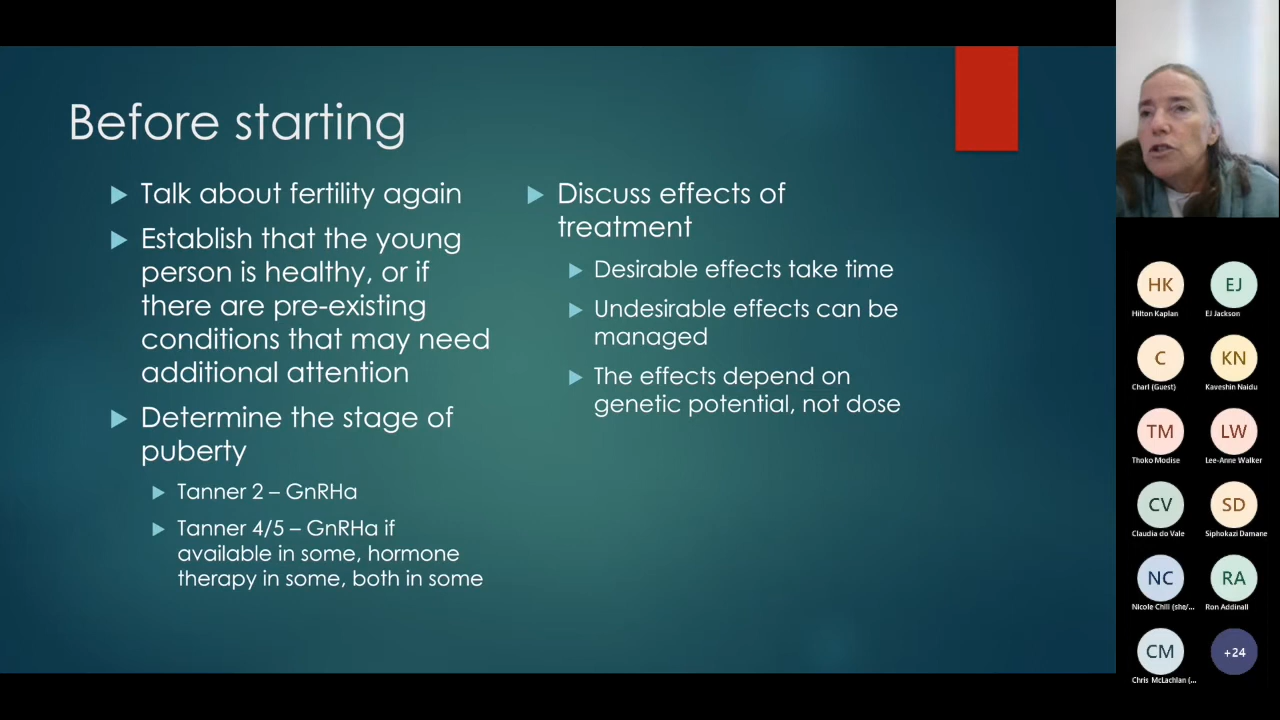 Before starting
Talk about fertility again
Establish that the young
person is healthy, or if
there are pre-existing
conditions that may need
additional attention
Determine the stage of
puberty
Tanner 2 – GnRHa
Tanner 4/5 – GnRHa if
available in some, hormone
therapy in some, both in some
Discuss effects of
treatment
Desirable effects take time
Undesirable effects can be
managed
The effects depend on
genetic potential, not dose
HK
Hilton Kaplan
EJ
EJ Jackson
C
Charl (Guest)
KN
Kaveshin Naidu
TM
Thoko Modise
LW
Lee-Anne Walker
CV
Claudia do Vale
SD
Siphokazi Damane
NC
Nicole Chill (she/...
RA
Ron Addinall
CM
Chris McLachlan (...
+24